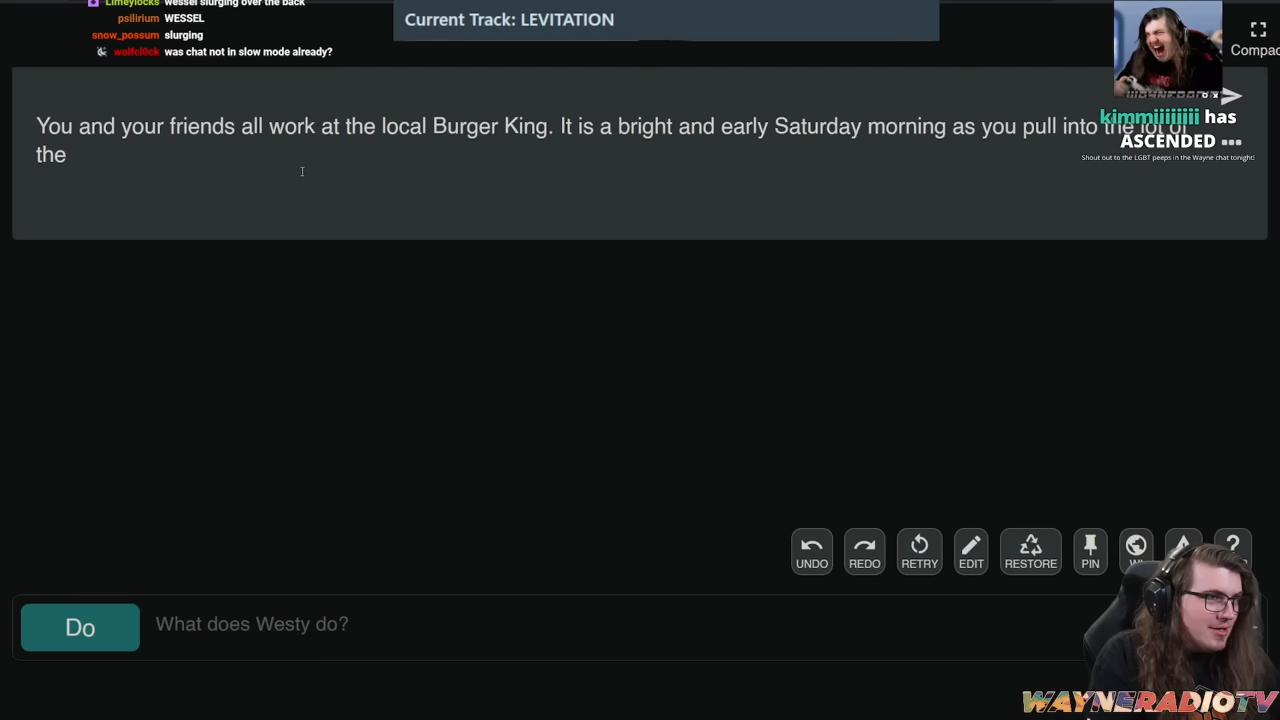 Limeylocks wessel slurging over the back
psilirium WESSEL
snow_possum slurging
wolfcl0ck was chat not in slow mode already?
Current Track: LEVITATION
Compac
kimmiiiiiiiii has
ASCENDED •••
Shout out to the LGBT peeps in the Wayne chat tonight!
You and your friends all work at the local Burger King. It is a bright and early Saturday morning as you pull into the lot of
the
UNDO REDO RETRY EDIT RESTORE PIN
Do What does Westy do?
WAYNERADIOTV